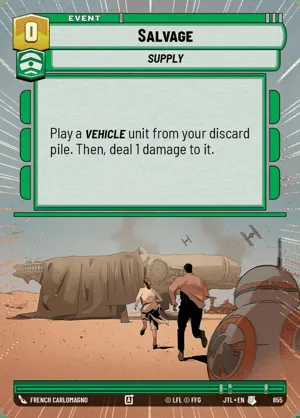 EVENT
0
SALVAGE
SUPPLY
Play a VEHICLE unit from your discard
pile. Then, deal 1 damage to it.
FRENCH CARLOMAGNO
© LFL © FFG
JTL • EN
855